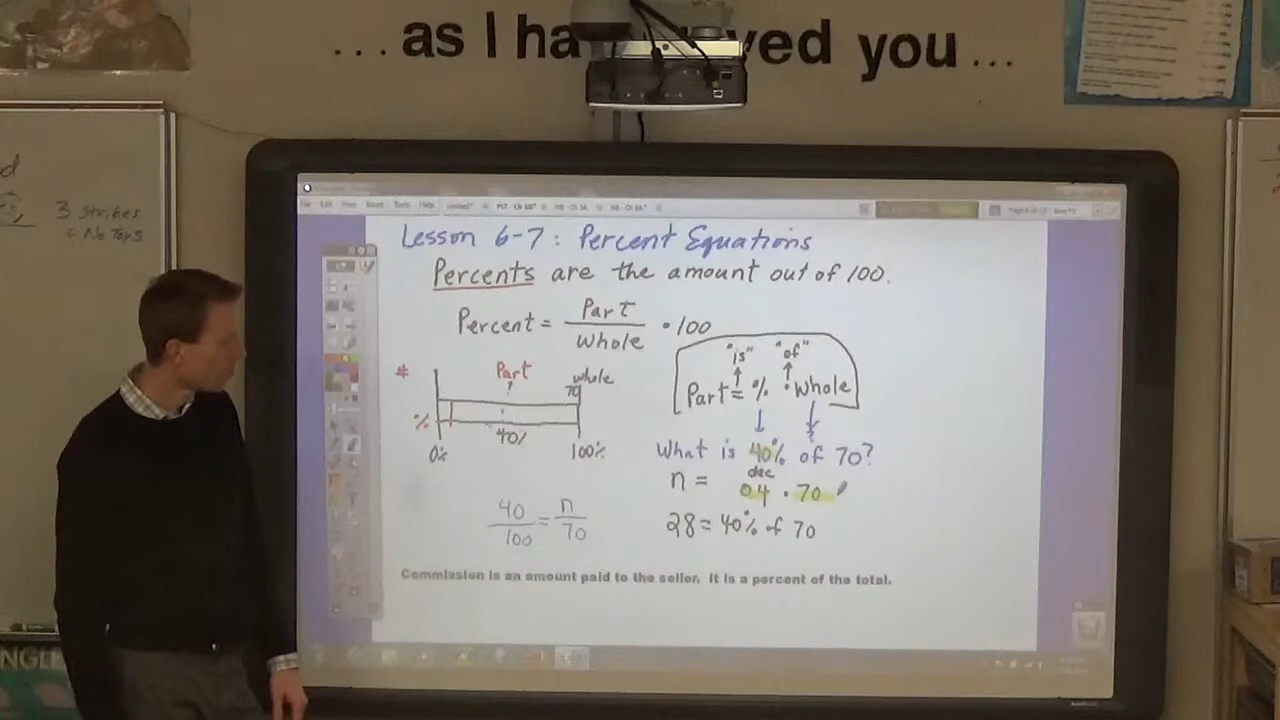 ... as I ha ved you ...
3 strikes
= No Tors
Lesson 6-7: Percent Equations
Percents are the amount out of 100.
Percent = Part / Whole • 100
"is" "of"
Part = % • Whole
# Part whole
? 70
%
40%
0% 100%
What is 40% of 70?
dec
n = 0.4 • 70
28 = 40% of 70
40 / 100 = n / 70
Commission is an amount paid to the seller. It is a percent of the total.
NGLE